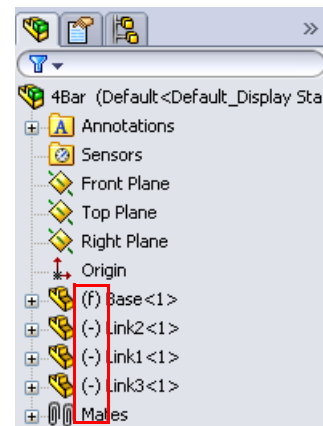 4Bar (Default<Default_Display Sta
A Annotations
Sensors
Front Plane
Top Plane
Right Plane
Origin
(f) Base<1>
(-) Link2<1>
(-) Link1<1>
(-) Link3<1>
Mates